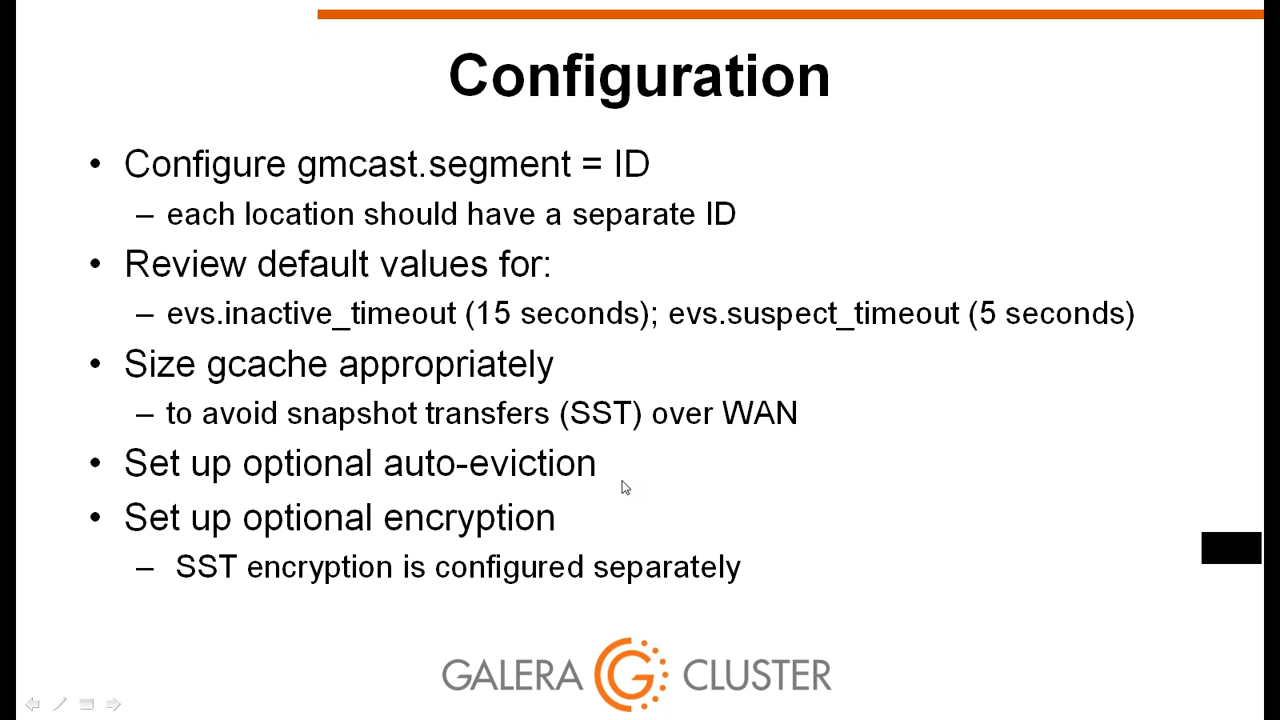 Configuration
• Configure gmcast.segment = ID
– each location should have a separate ID
• Review default values for:
– evs.inactive_timeout (15 seconds); evs.suspect_timeout (5 seconds)
• Size gcache appropriately
– to avoid snapshot transfers (SST) over WAN
• Set up optional auto-eviction
• Set up optional encryption
– SST encryption is configured separately
GALERA CLUSTER